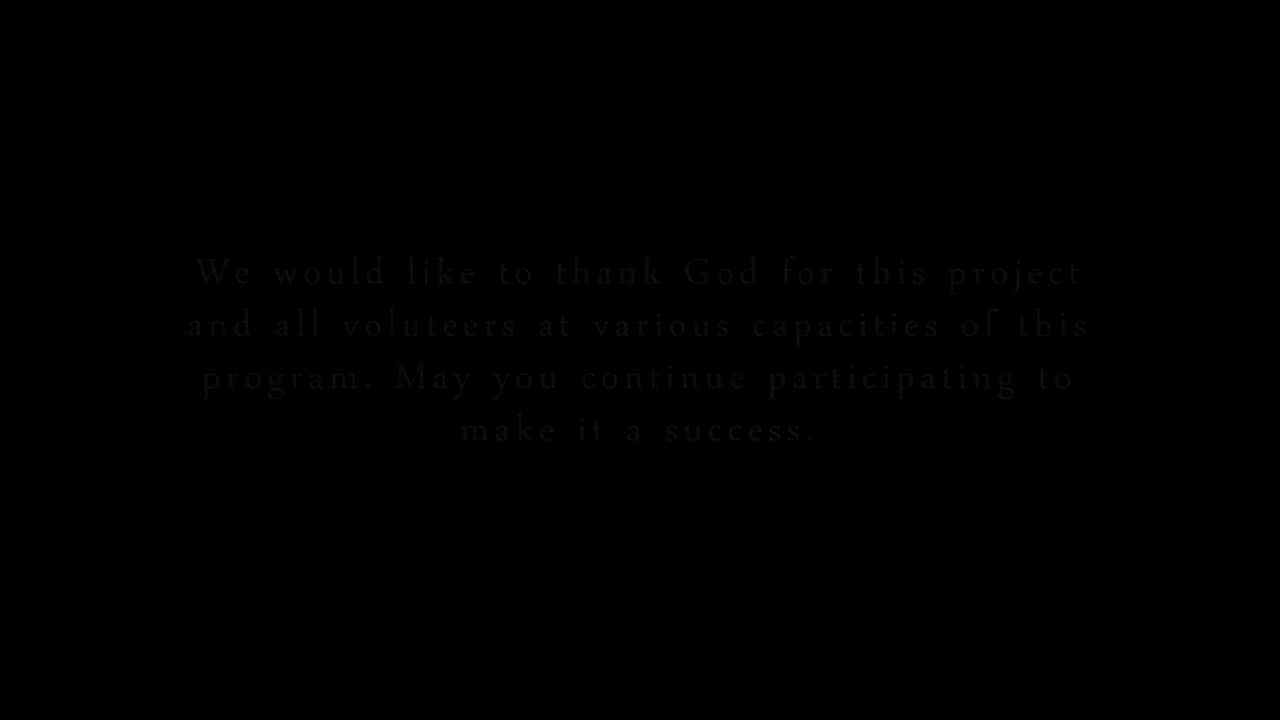 We would like to thank God for this project
and all voluteers at various capacities of this
program. May you continue participating to
make it a success.